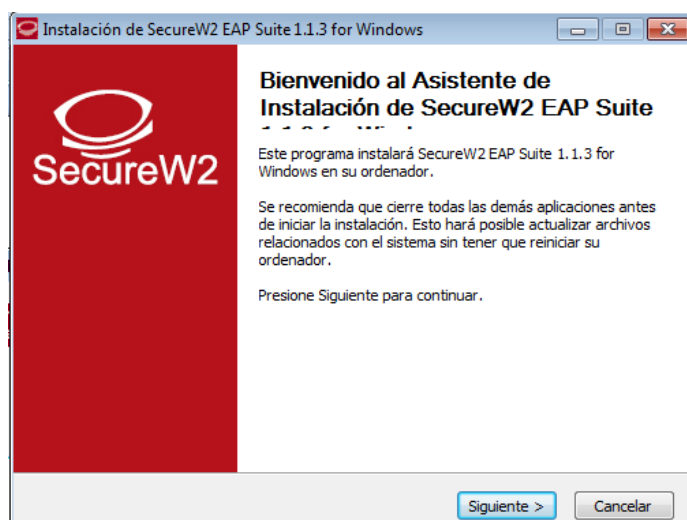 Instalación de SecureW2 EAP Suite 1.1.3 for Windows
SecureW2
Bienvenido al Asistente de
Instalación de SecureW2 EAP Suite
Este programa instalará SecureW2 EAP Suite 1.1.3 for
Windows en su ordenador.
Se recomienda que cierre todas las demás aplicaciones antes
de iniciar la instalación. Esto hará posible actualizar archivos
relacionados con el sistema sin tener que reiniciar su
ordenador.
Presione Siguiente para continuar.
Siguiente >
Cancelar